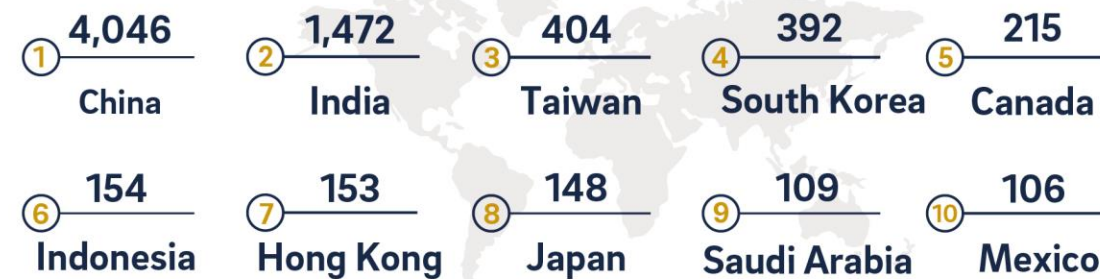 4,046 1,472 404 392 215
1 2 3 4 5
China India Taiwan South Korea Canada
154 153 148 109 106
6 7 8 9 10
Indonesia Hong Kong Japan Saudi Arabia Mexico